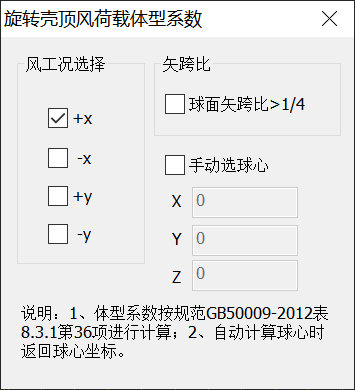 旋转壳顶风荷载体型系数
风工况选择
+x
-x
+y
-y
矢跨比
球面矢跨比>1/4
手动选球心
X 0
Y 0
Z 0
说明：1、体型系数按规范GB50009-2012表
8.3.1第36项进行计算；2、自动计算球心时
返回球心坐标。